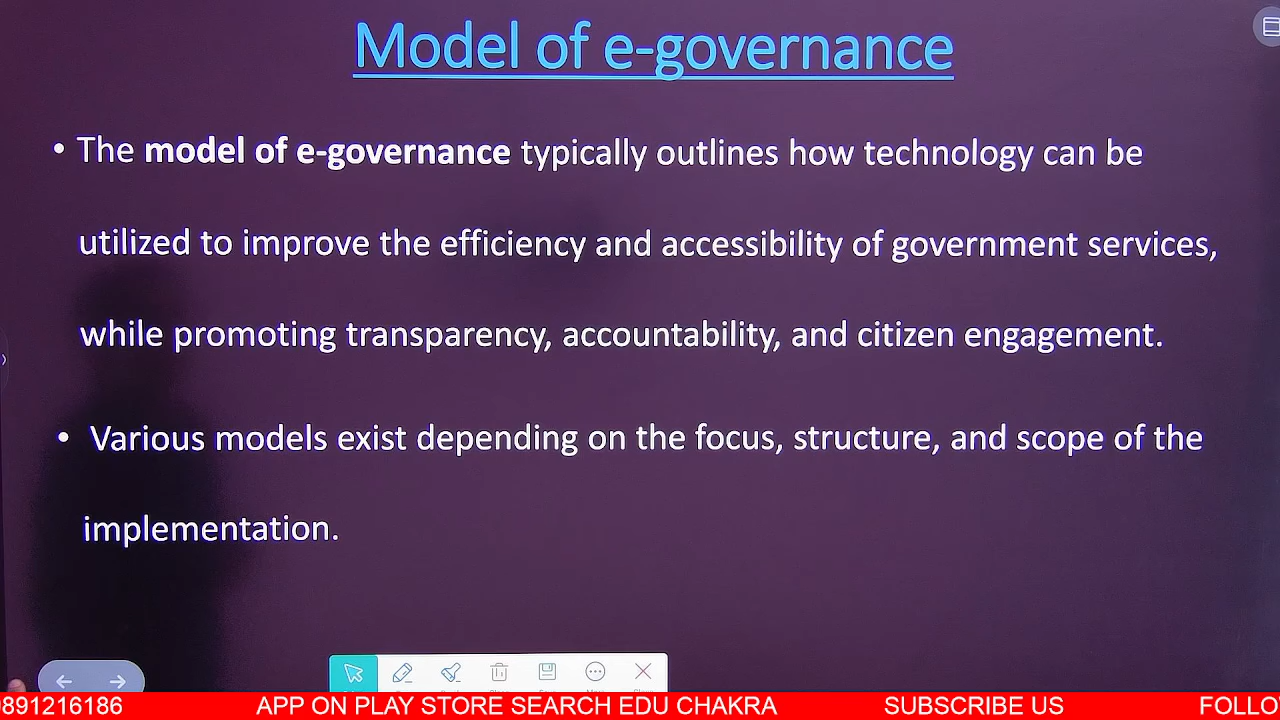 Model of e-governance
• The model of e-governance typically outlines how technology can be
utilized to improve the efficiency and accessibility of government services,
while promoting transparency, accountability, and citizen engagement.
• Various models exist depending on the focus, structure, and scope of the
implementation.
891216186 APP ON PLAY STORE SEARCH EDU CHAKRA SUBSCRIBE US FOLLO